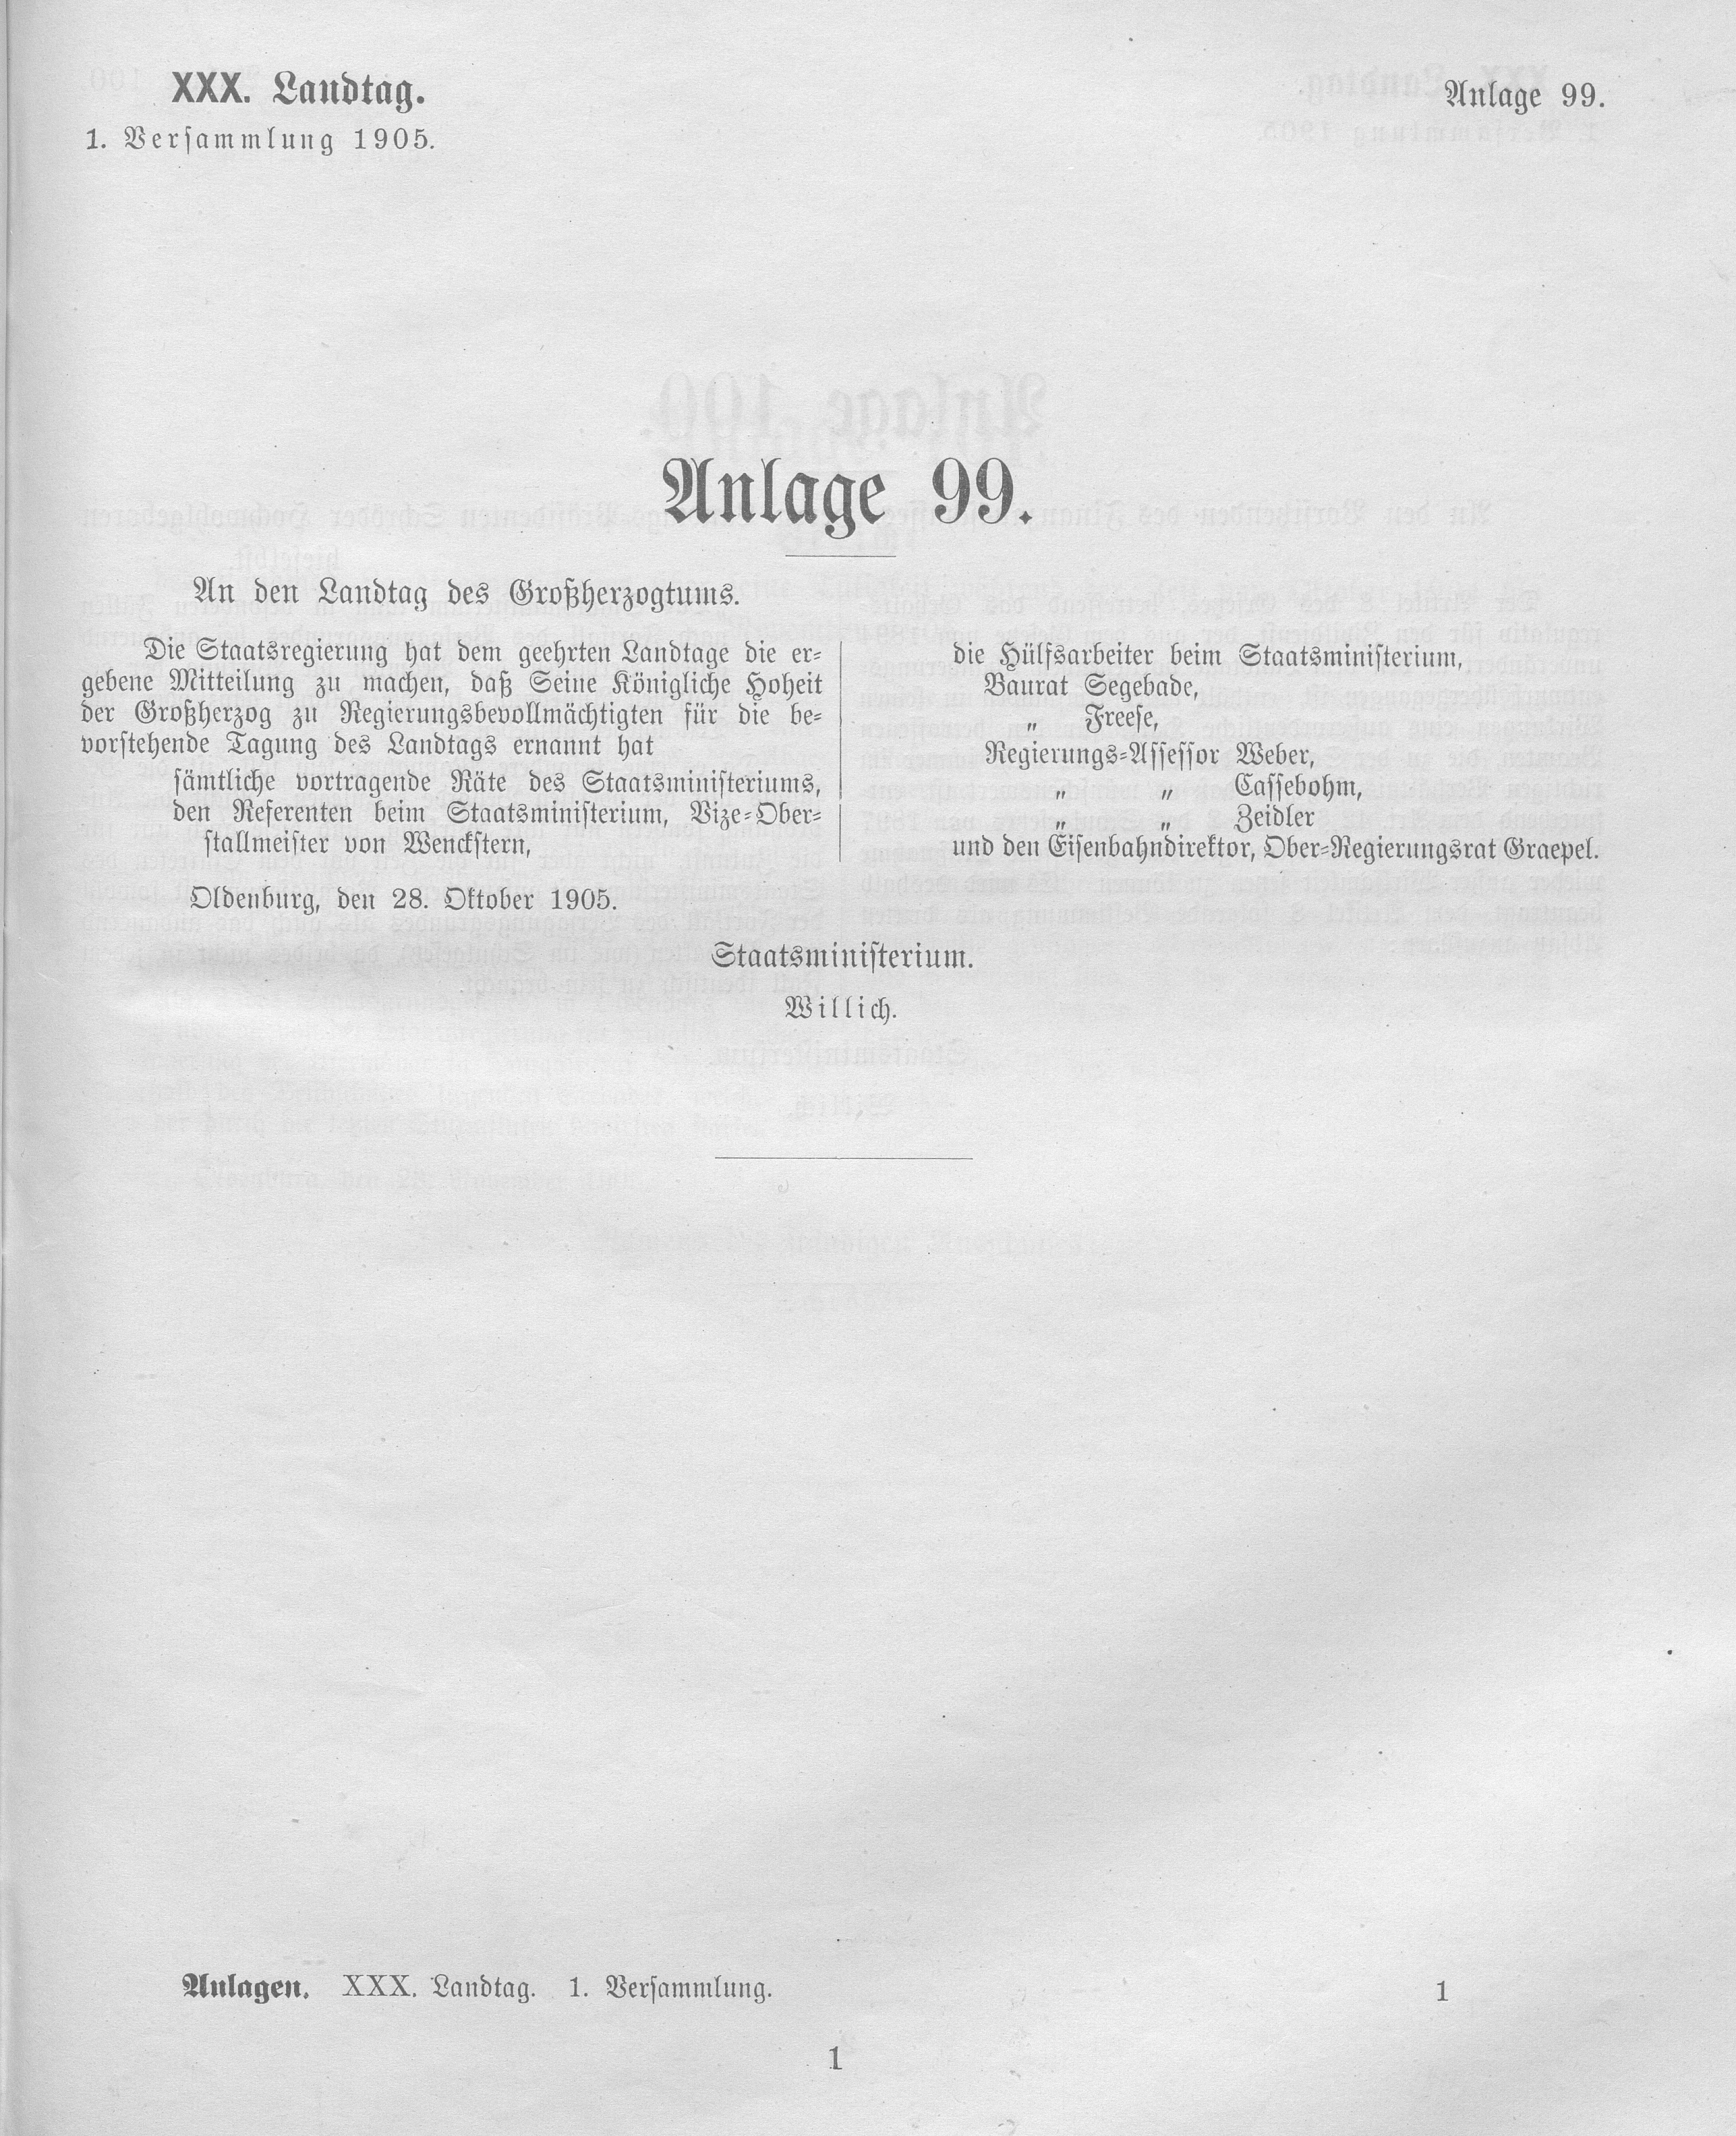 XXX. Landtag.
1. Versammlung 1905.
Anlage 99.
Anlage 99.
An den Landtag des Großherzogtums.
Die Staatsregierung hat dem geehrten Landtage die er-
gebene Mitteilung zu machen, daß Seine Königliche Hoheit
der Großherzog zu Regierungsbevollmächtigten für die be-
vorstehende Tagung des Landtags ernannt hat
sämtliche vortragende Räte des Staatsministeriums,
den Referenten beim Staatsministerium, Vize-Ober-
stallmeister von Wenckstern,
die Hülfsarbeiter beim Staatsministerium,
Baurat Segebade,
„ Freese,
Regierungs-Assessor Weber,
„ „ Cassebohm,
„ „ Zeidler
und den Eisenbahndirektor, Ober-Regierungsrat Graepel.
Oldenburg, den 28. Oktober 1905.
Staatsministerium.
Willich.
Anlagen. XXX. Landtag. 1. Versammlung.
1
1